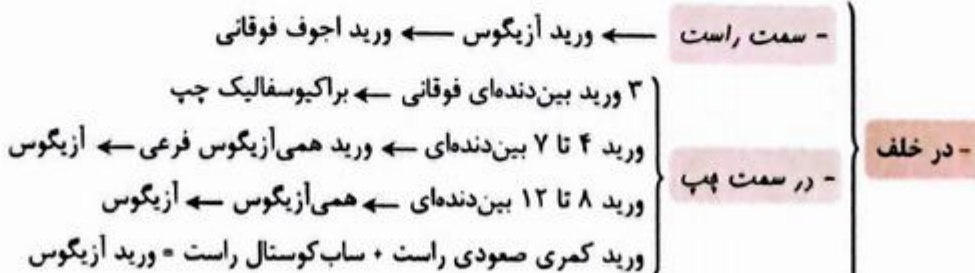 - در خلف
- سمت راست ← ورید آزیگوس ← ورید اجوف فوقانی
- در سمت چپ
۳ ورید بین‌دنده‌ای فوقانی ← براکیوسفالیک چپ
ورید ۴ تا ۷ بین‌دنده‌ای ← ورید همی‌آزیگوس فرعی ← آزیگوس
ورید ۸ تا ۱۲ بین‌دنده‌ای ← همی‌آزیگوس ← آزیگوس
ورید کمری صعودی راست + ساب‌کوستال راست = ورید آزیگوس